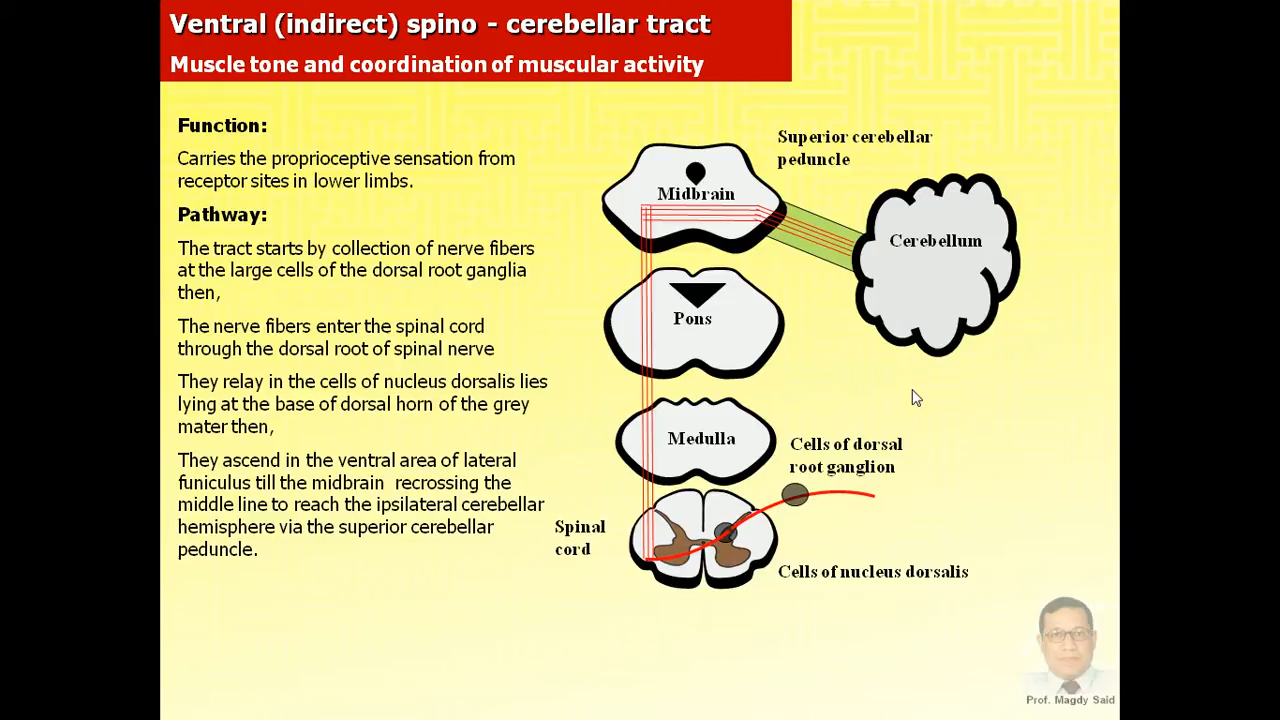 Ventral (indirect) spino - cerebellar tract
Muscle tone and coordination of muscular activity
Function:
Carries the proprioceptive sensation from
receptor sites in lower limbs.
Pathway:
The tract starts by collection of nerve fibers
at the large cells of the dorsal root ganglia
then,
The nerve fibers enter the spinal cord
through the dorsal root of spinal nerve
They relay in the cells of nucleus dorsalis lies
lying at the base of dorsal horn of the grey
mater then,
They ascend in the ventral area of lateral
funiculus till the midbrain recrossing the
middle line to reach the ipsilateral cerebellar
hemisphere via the superior cerebellar
peduncle.
Superior cerebellar
peduncle
Midbrain
Cerebellum
Pons
Medulla
Cells of dorsal
root ganglion
Spinal
cord
Cells of nucleus dorsalis
Prof. Magdy Said